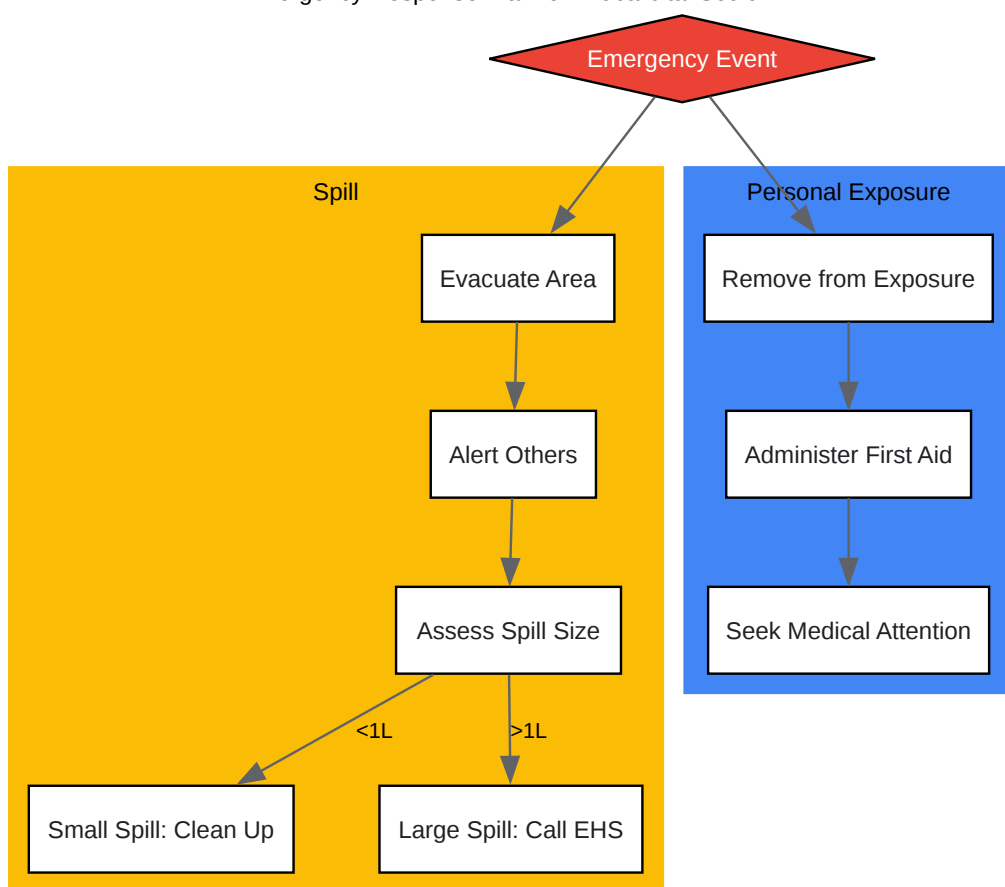 Emergency Event
Spill
Personal Exposure
Evacuate Area
Remove from Exposure
Alert Others
Administer First Aid
Assess Spill Size
Seek Medical Attention
<1L
>1L
Small Spill: Clean Up
Large Spill: Call EHS